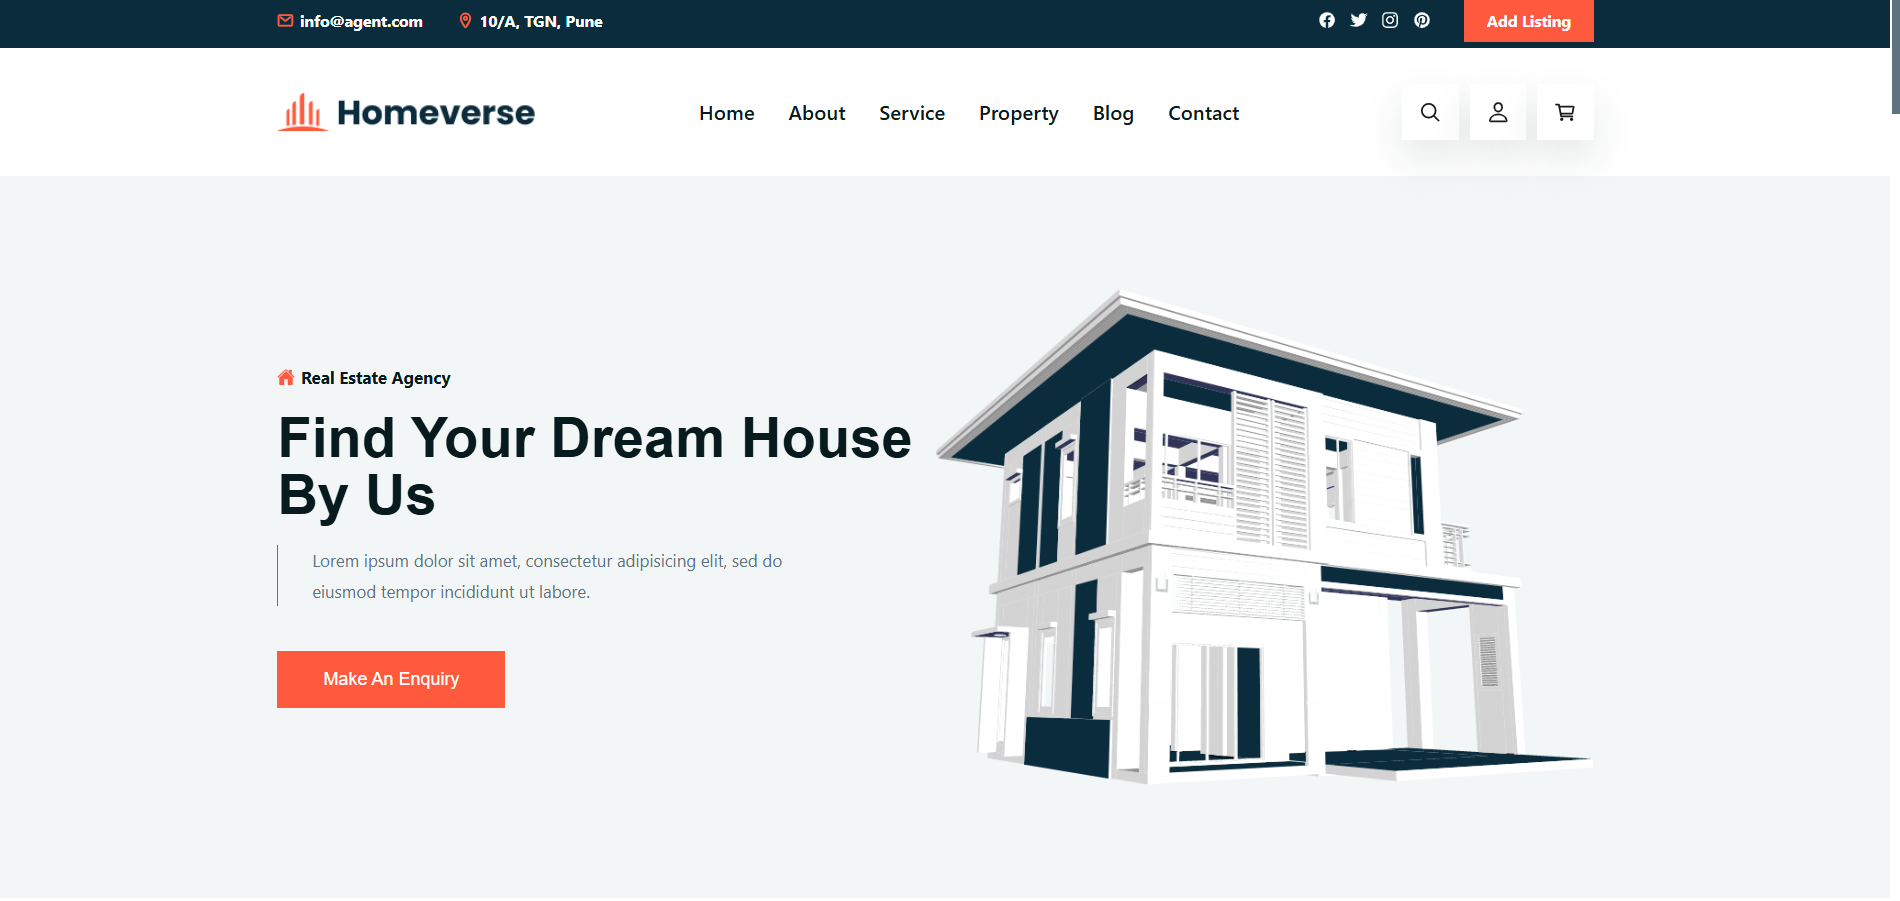 info@agent.com
10/A, TGN, Pune
Add Listing
Homeverse
Home
About
Service
Property
Blog
Contact
Real Estate Agency
Find Your Dream House
By Us
Lorem ipsum dolor sit amet, consectetur adipisicing elit, sed do
eiusmod tempor incididunt ut labore.
Make An Enquiry